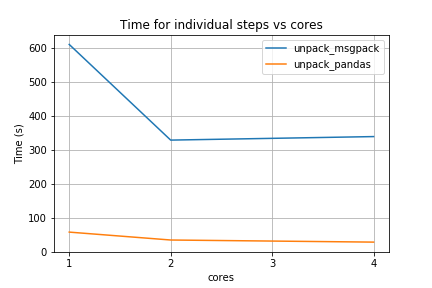 Time for individual steps vs cores
unpack_msgpack
unpack_pandas
600
500
400
300
200
100
0
Time (s)
1 2 3 4
cores